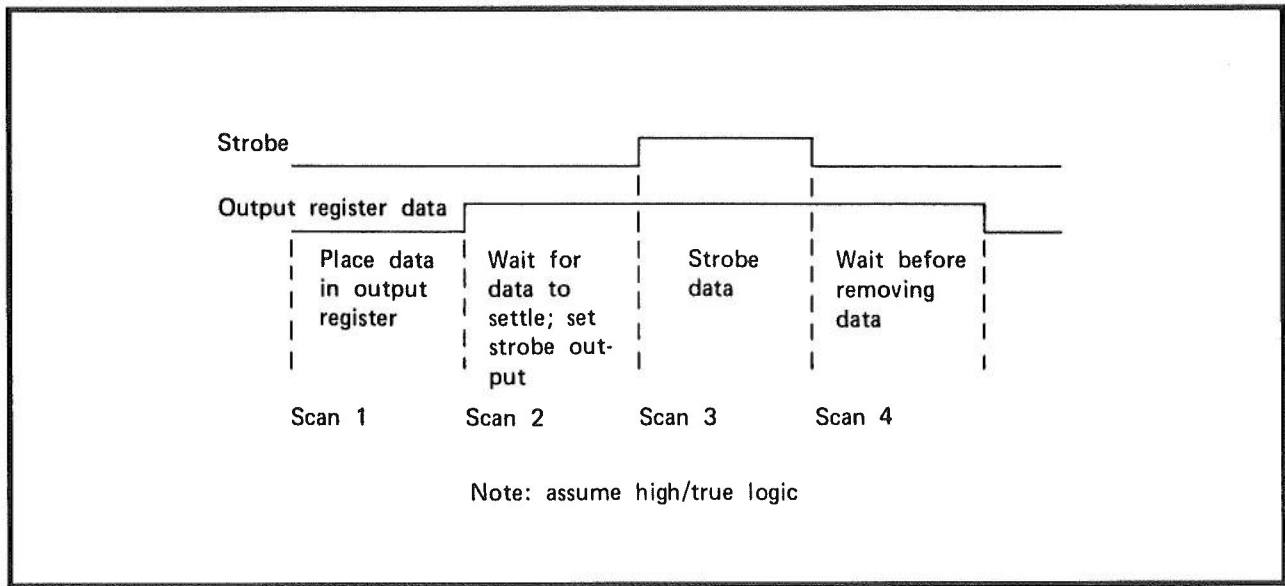 Strobe
Output register data
Place data
in output
register
Wait for
data to
settle; set
strobe out-
put
Strobe
data
Wait before
removing
data
Scan 1
Scan 2
Scan 3
Scan 4
Note: assume high/true logic